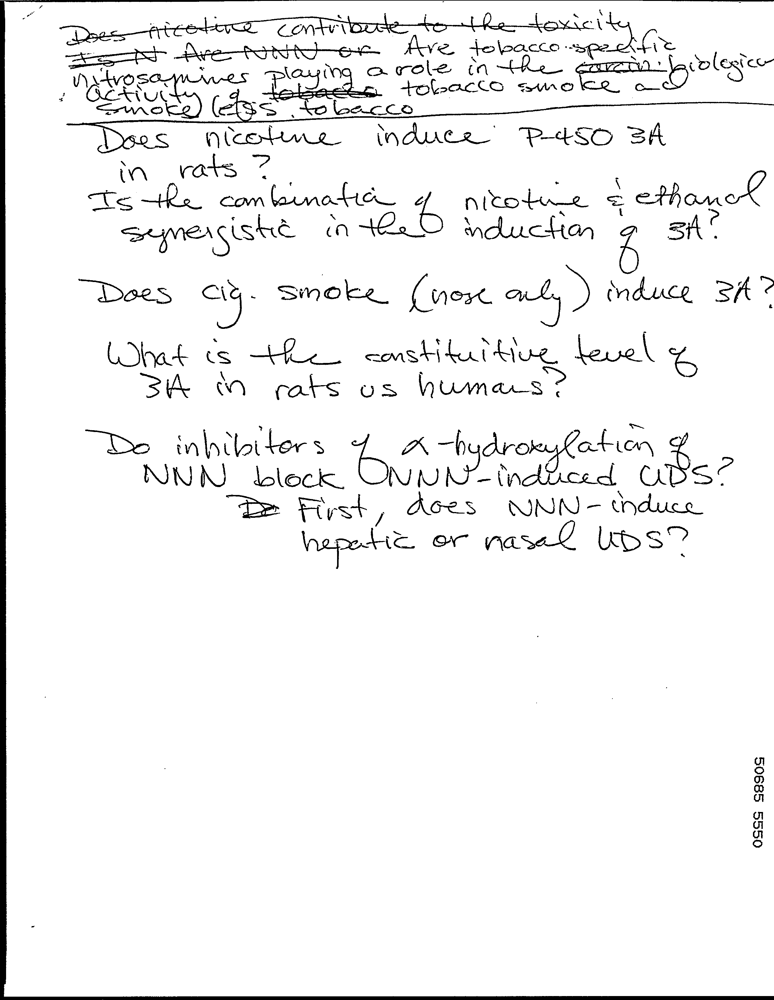 Does nicotine contribute to the toxicity
Is N Are NNN or Are tobacco-specific
nitrosamines playing a role in the carcin. biological
activity of tobacco tobacco smoke and
smokeless tobacco
Does nicotine induce P-450 3A
in rats?
Is the combination of nicotine & ethanol
synergistic in the induction of 3A?
Does cig. smoke (nose only) induce 3A?
What is the constituitive level of
3A in rats vs humans?
Do inhibitors of α-hydroxylation of
NNN block NNN-induced UDS?
First, does NNN-induce
hepatic or nasal UDS?
50685 5550